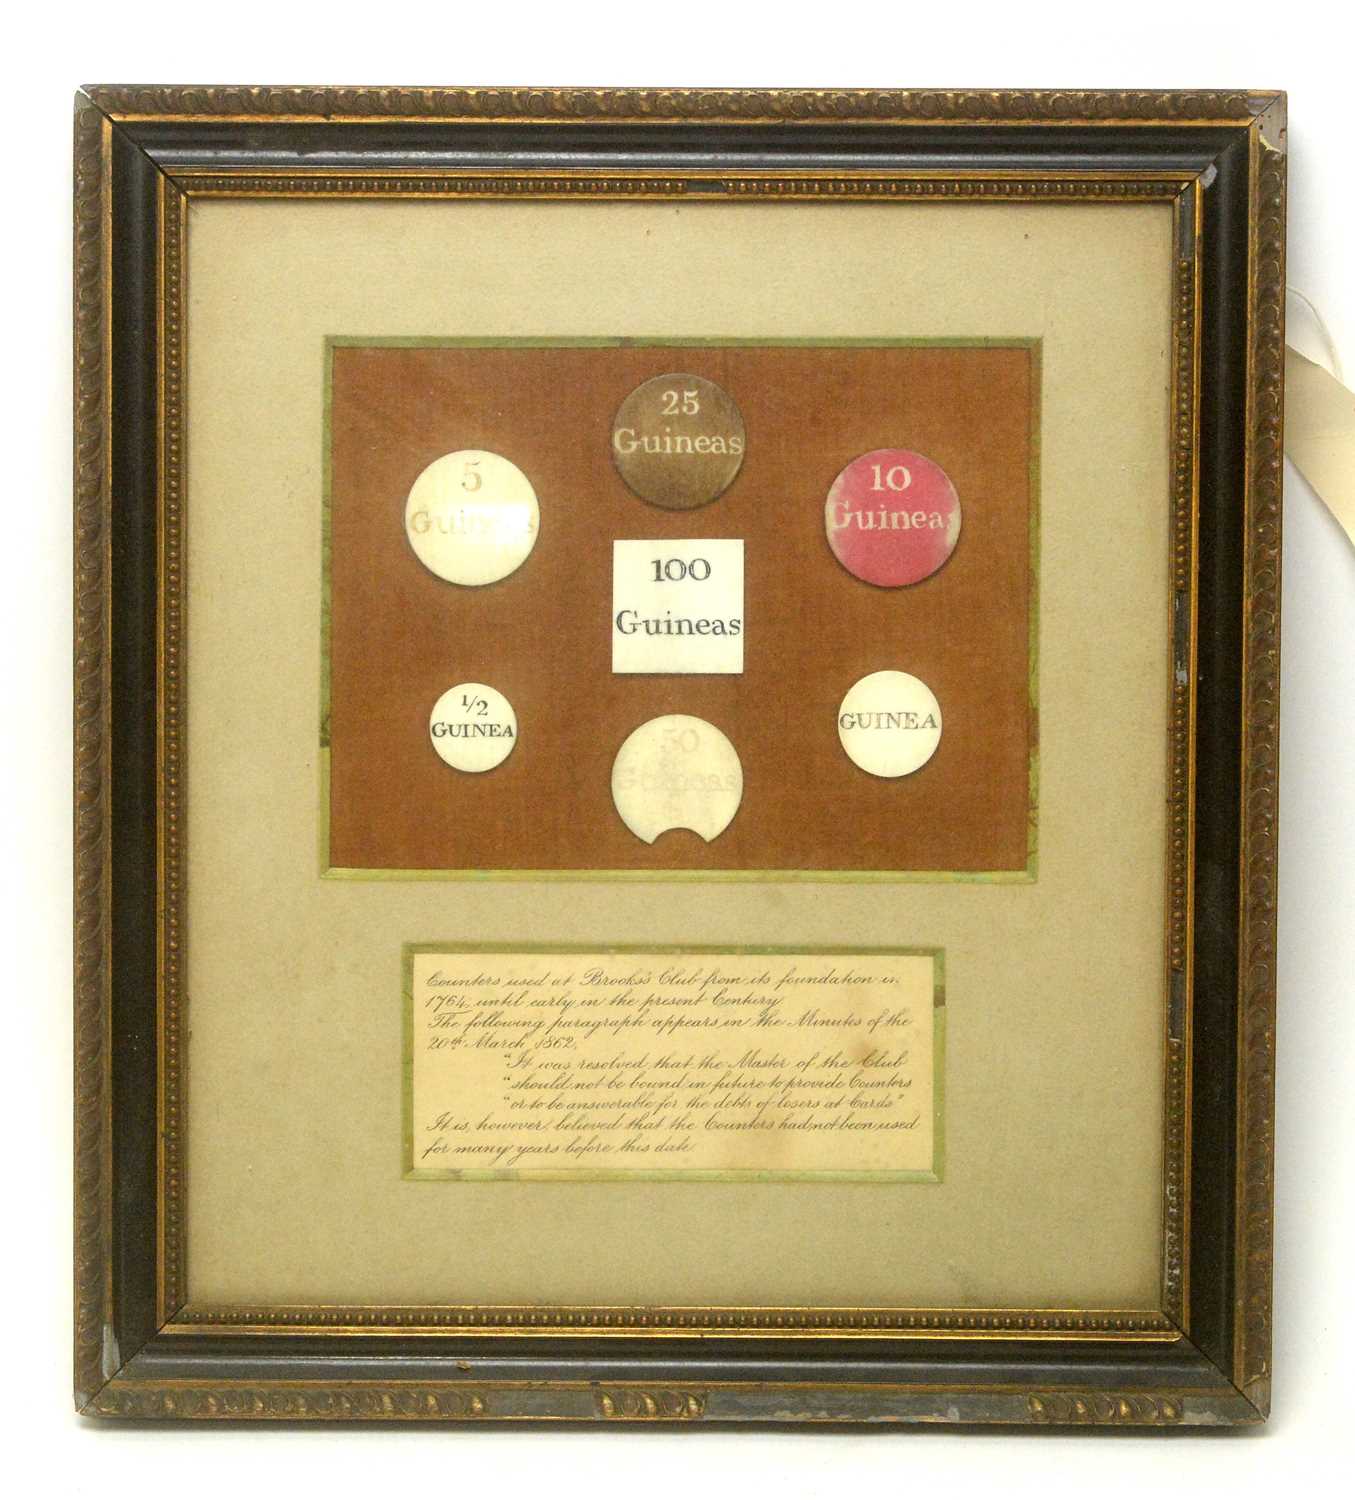 25
Guineas
5
Guineas
10
Guineas
100
Guineas
1/2
GUINEA
GUINEA
50
Guineas
Counters used at Brooks's Club from its foundation in
1764, until early in the present Century.
The following paragraph appears in the Minutes of the
20th March 1862.
"It was resolved that the Master of the Club
"should not be bound in future to provide Counters
"or to be answerable for the debts of losers at Cards"
It is, however, believed that the Counters had not been used
for many years before this date.